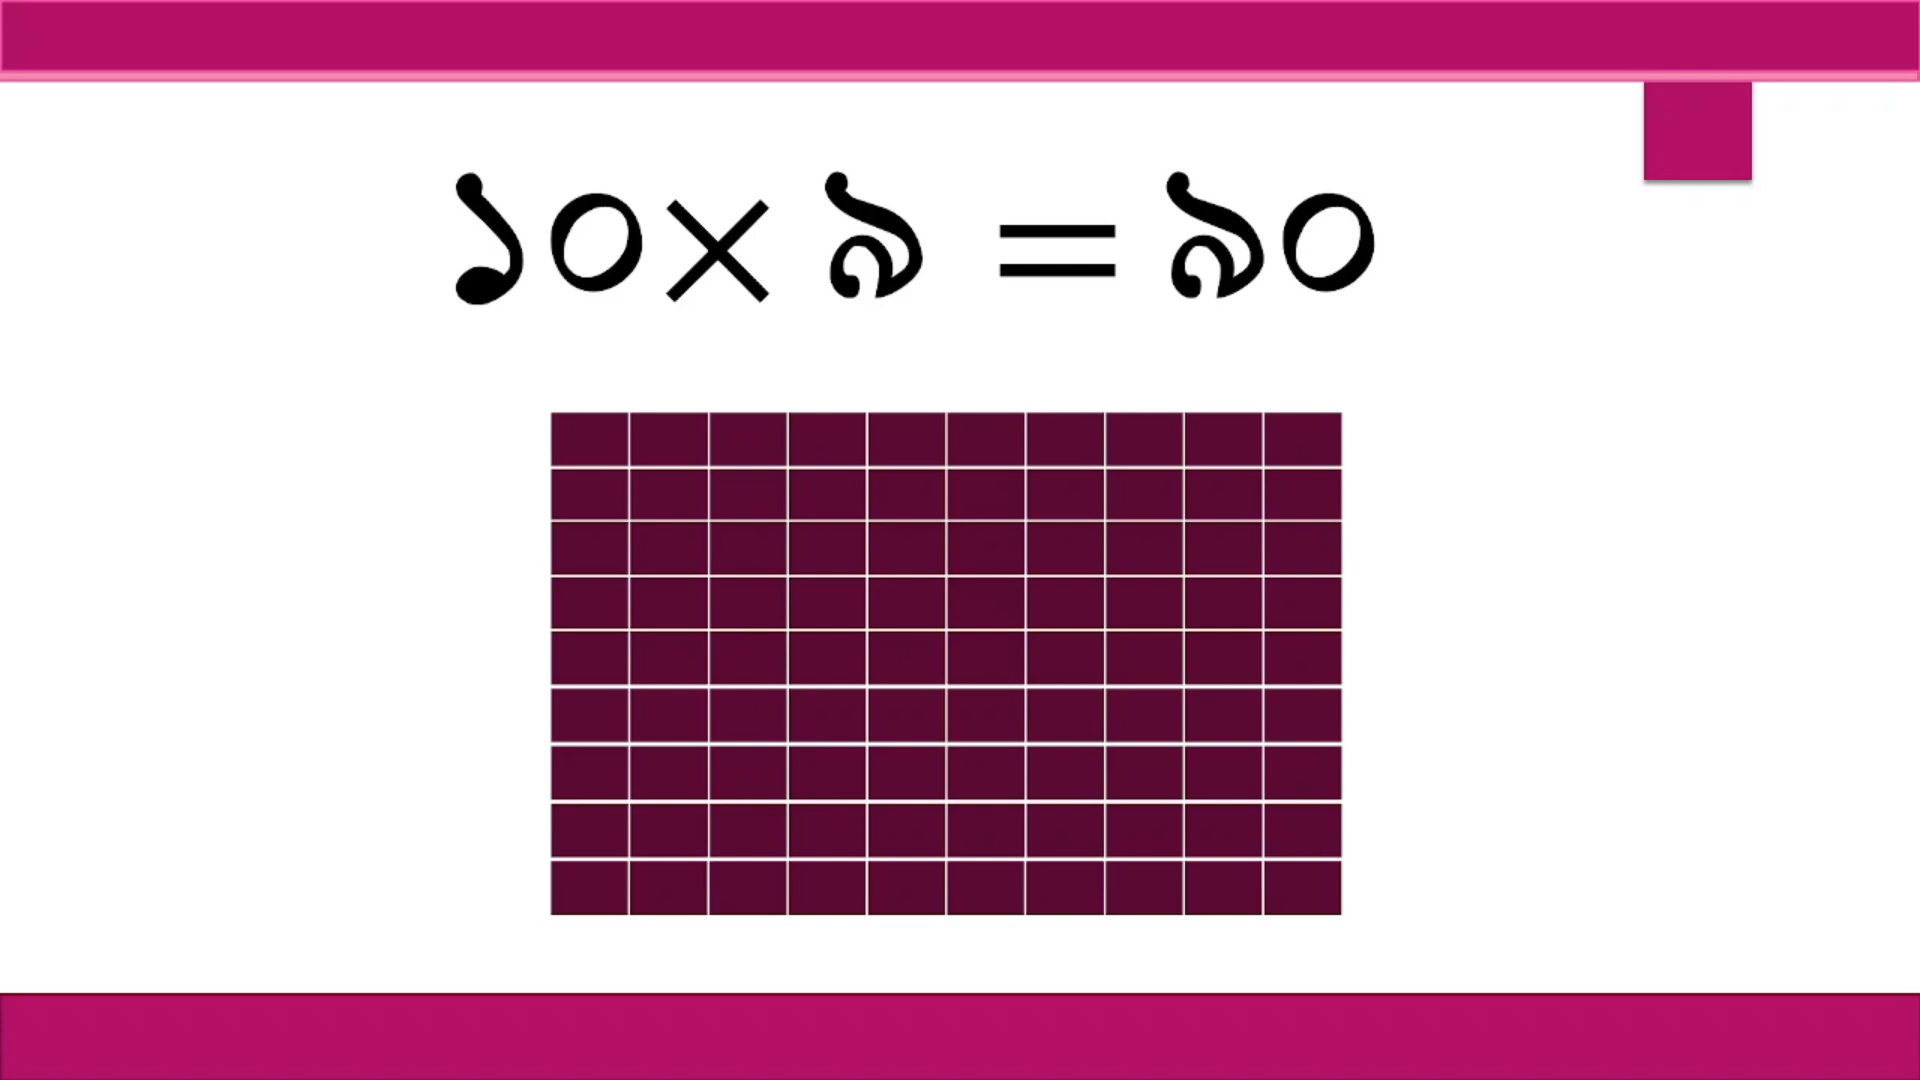 ১০× ৯ = ৯০